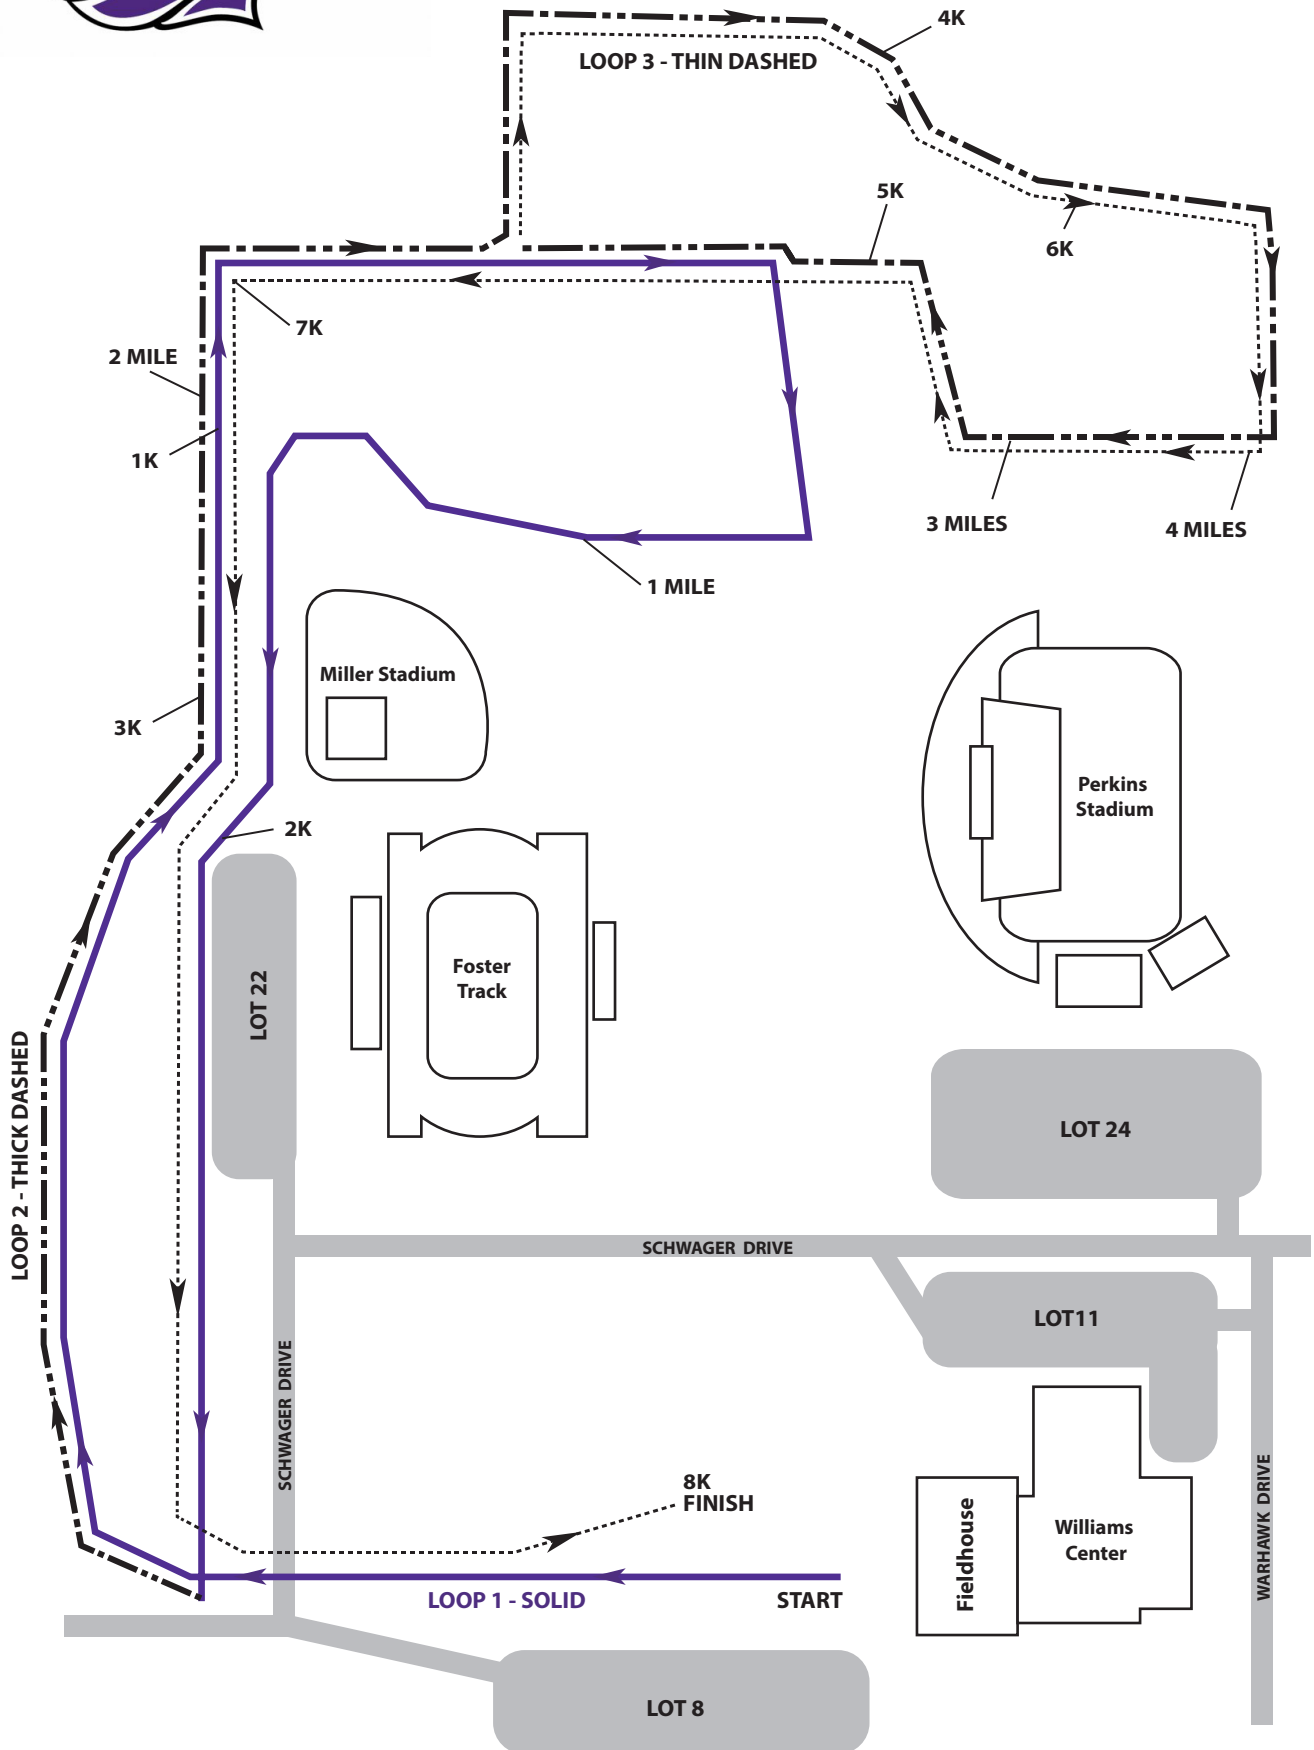 4K
LOOP 3 - THIN DASHED
5K
6K
7K
2 MILE
1K
3 MILES
4 MILES
1 MILE
Miller Stadium
3K
Perkins
Stadium
2K
Foster
Track
LOT 22
LOOP 2 - THICK DASHED
LOT 24
SCHWAGER DRIVE
LOT11
SCHWAGER DRIVE
8K
FINISH
Fieldhouse
Williams
Center
WARHAWK DRIVE
LOOP 1 - SOLID
START
LOT 8